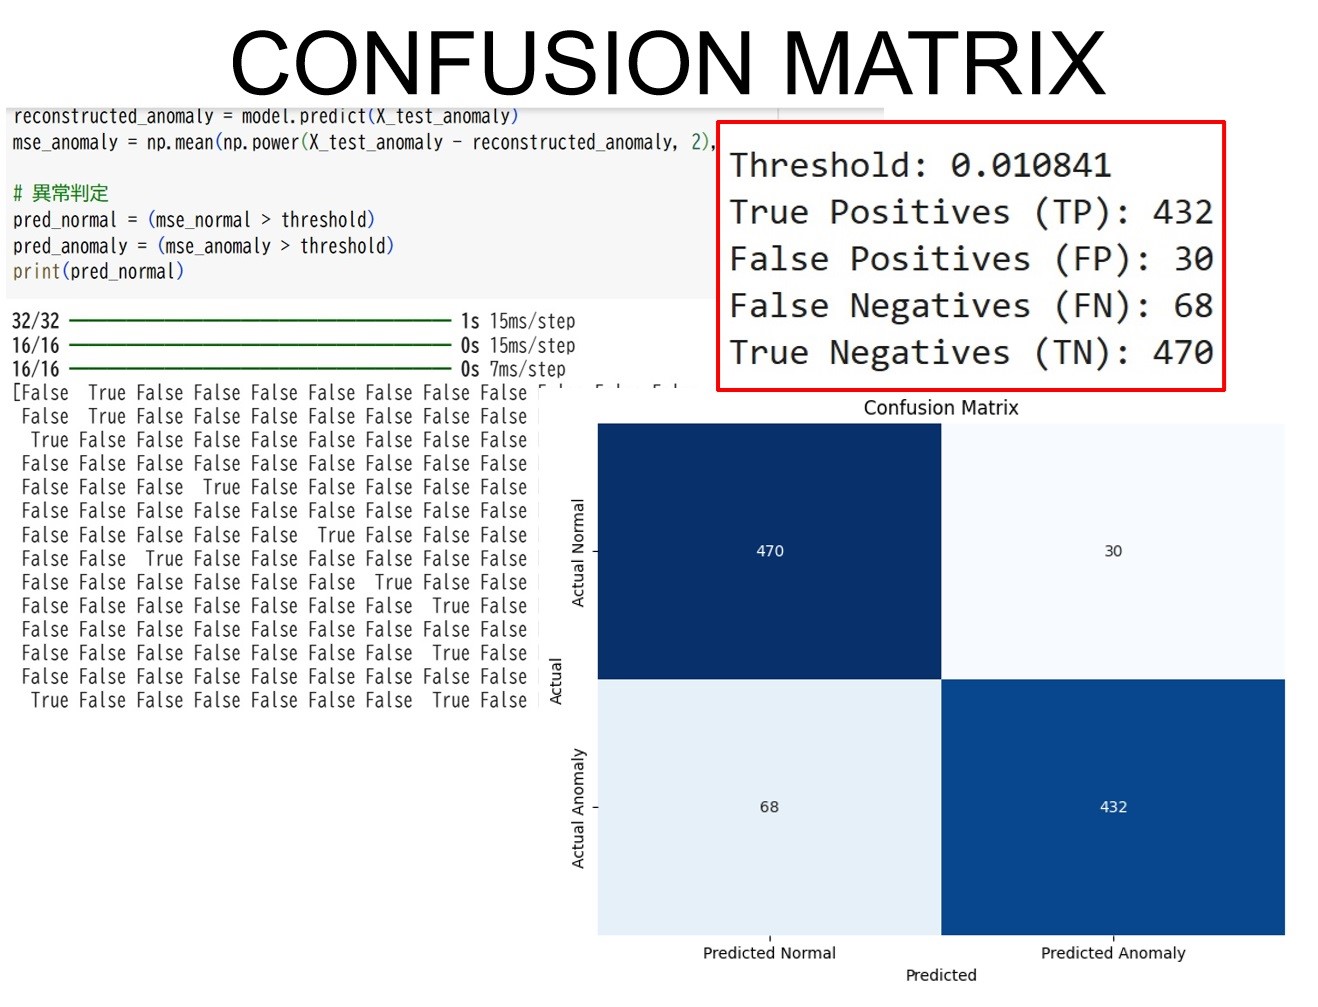 CONFUSION MATRIX
reconstructed_anomaly = model.predict(X_test_anomaly)
mse_anomaly = np.mean(np.power(X_test_anomaly - reconstructed_anomaly, 2),
# 異常判定
pred_normal = (mse_normal > threshold)
pred_anomaly = (mse_anomaly > threshold)
print(pred_normal)
32/32 1s 15ms/step
16/16 0s 15ms/step
16/16 0s 7ms/step
[False True False False False False False False False
False True False False False False False False False
True False False False False False False False False
False False False False False False False False False
False False False True False False False False False
False False False False False False False False False
False False False False False True False False False
False False True False False False False False False
False False False False False False True False False
False False False False False False False True False
False False False False False False False False False
False False False False False False False True False
False False False False False False False False False
True False False False False False False True False
Threshold: 0.010841
True Positives (TP): 432
False Positives (FP): 30
False Negatives (FN): 68
True Negatives (TN): 470
Confusion Matrix
Actual
Actual Normal
470
30
Actual Anomaly
68
432
Predicted Normal
Predicted Anomaly
Predicted